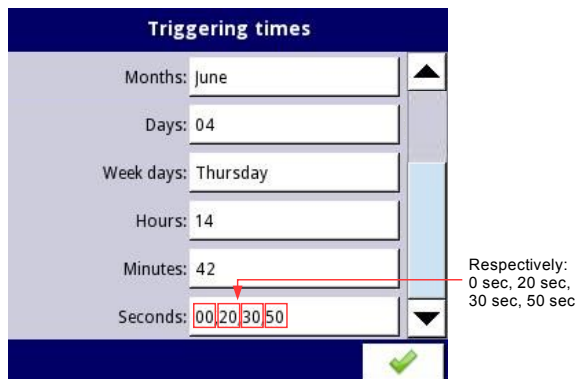 Triggering times
Months: June
Days: 04
Week days: Thursday
Hours: 14
Minutes: 42
Seconds: 00,20,30,50
Respectively:
0 sec, 20 sec,
30 sec, 50 sec